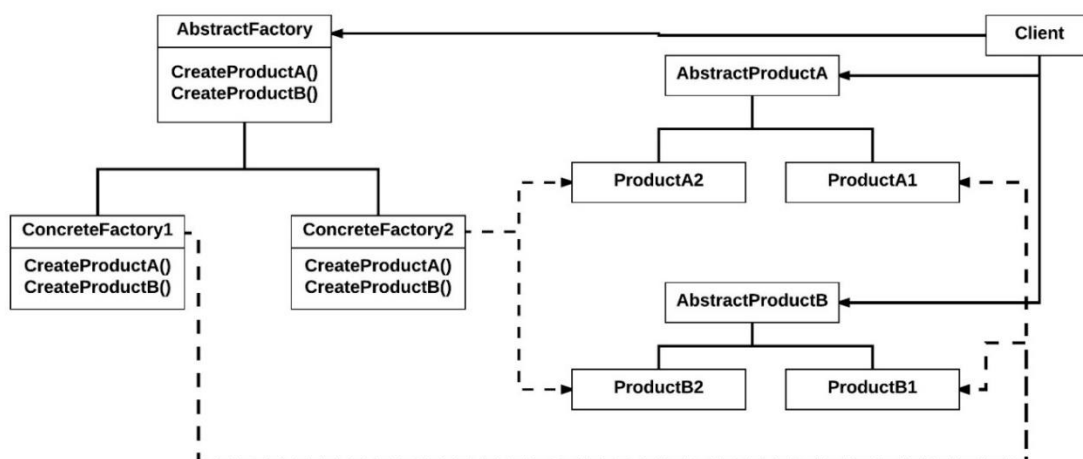 AbstractFactory
CreateProductA()
CreateProductB()
Client
AbstractProductA
ProductA2
ProductA1
ConcreteFactory1
CreateProductA()
CreateProductB()
ConcreteFactory2
CreateProductA()
CreateProductB()
AbstractProductB
ProductB2
ProductB1